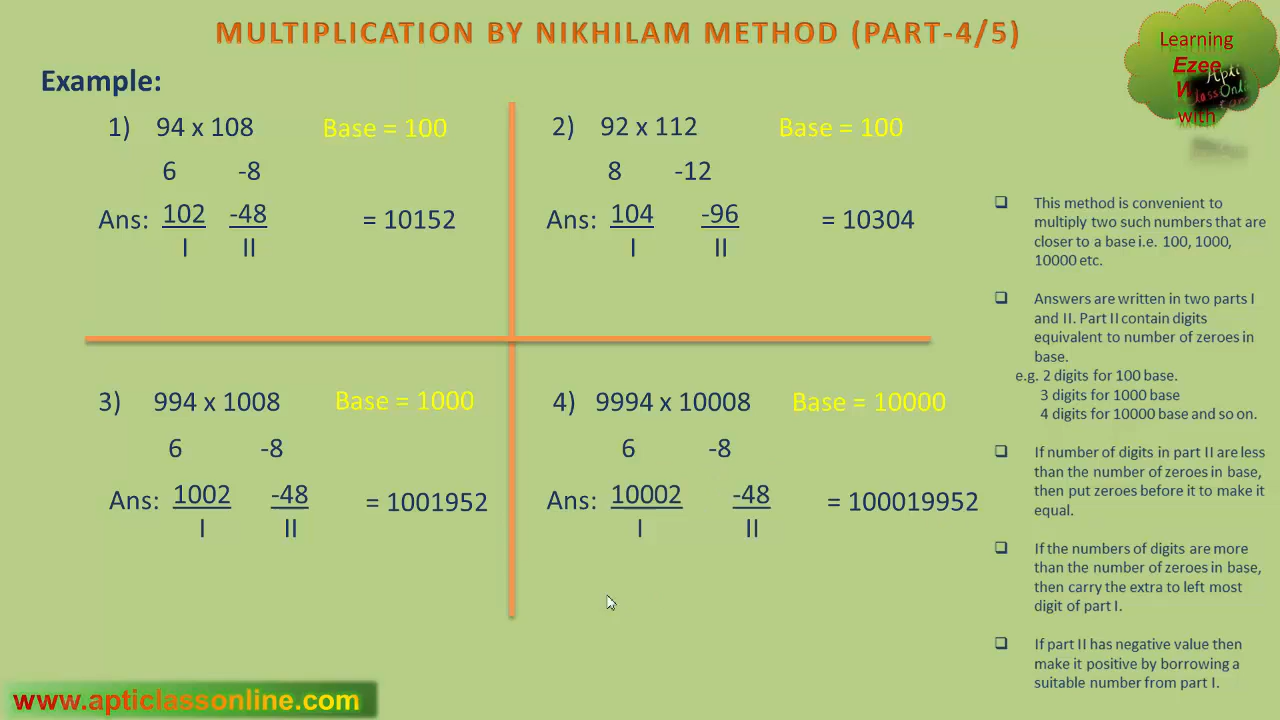 MULTIPLICATION BY NIKHILAM METHOD (PART-4/5)
Learning
Ezee
with
Example:
1) 94 x 108 Base = 100
6 -8
Ans: 102 -48 = 10152
I II
2) 92 x 112 Base = 100
8 -12
Ans: 104 -96 = 10304
I II
3) 994 x 1008 Base = 1000
6 -8
Ans: 1002 -48 = 1001952
I II
4) 9994 x 10008 Base = 10000
6 -8
Ans: 10002 -48 = 100019952
I II
This method is convenient to
multiply two such numbers that are
closer to a base i.e. 100, 1000,
10000 etc.
Answers are written in two parts I
and II. Part II contain digits
equivalent to number of zeroes in
base.
e.g. 2 digits for 100 base.
3 digits for 1000 base
4 digits for 10000 base and so on.
If number of digits in part II are less
than the number of zeroes in base,
then put zeroes before it to make it
equal.
If the numbers of digits are more
than the number of zeroes in base,
then carry the extra to left most
digit of part I.
If part II has negative value then
make it positive by borrowing a
suitable number from part I.
www.apticlassonline.com